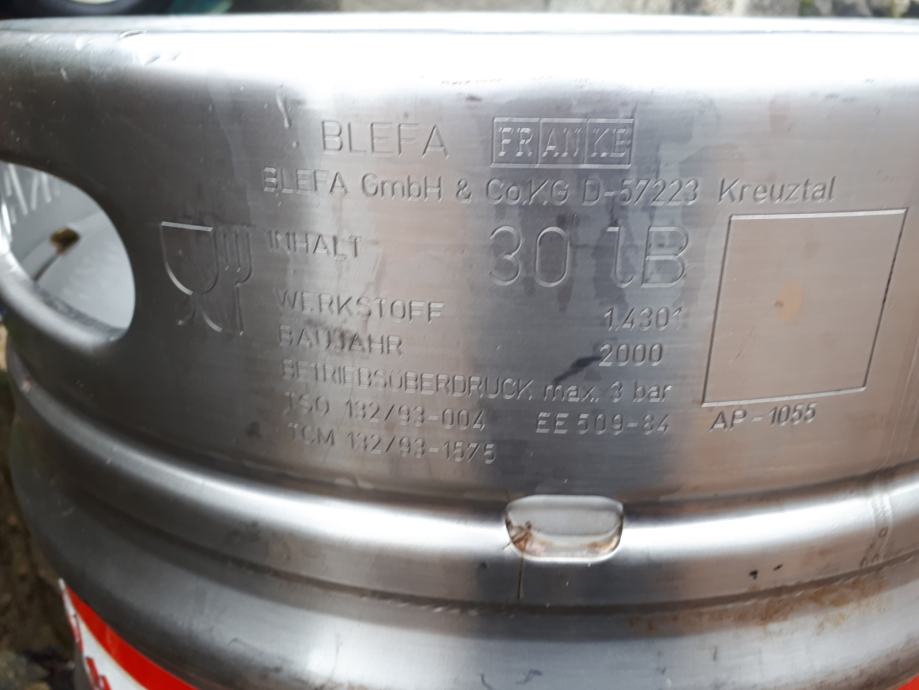 BLEFA FRANKE
BLEFA GmbH & Co.KG D-57223 Kreuztal
INHALT 30 lB
WERKSTOFF 1.4301
BAUJAHR 2000
BETRIEBSÜBERDRUCK max. 3 bar
TSO 132/93-004 EE 509-84 AP-1055
TCM 132/93-1575